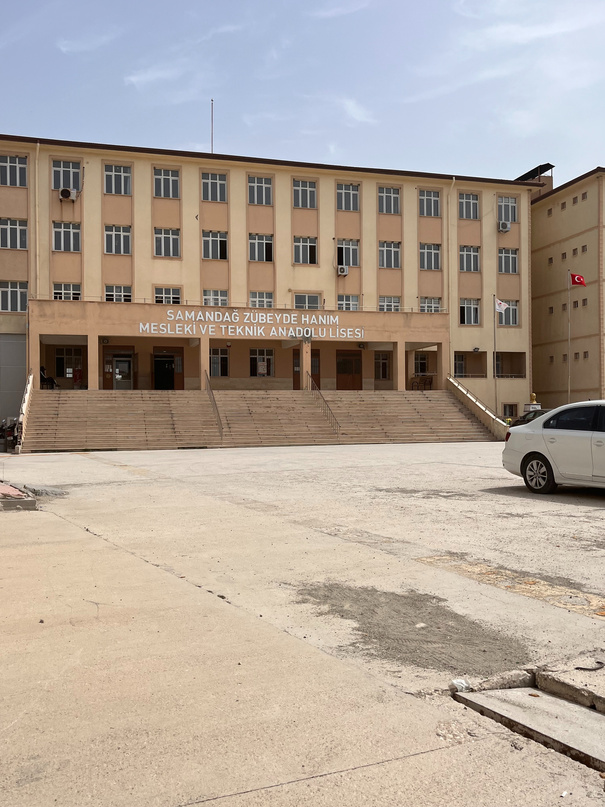 SAMANDAĞ ZÜBEYDE HANIM
MESLEKİ VE TEKNİK ANADOLU LİSESİ